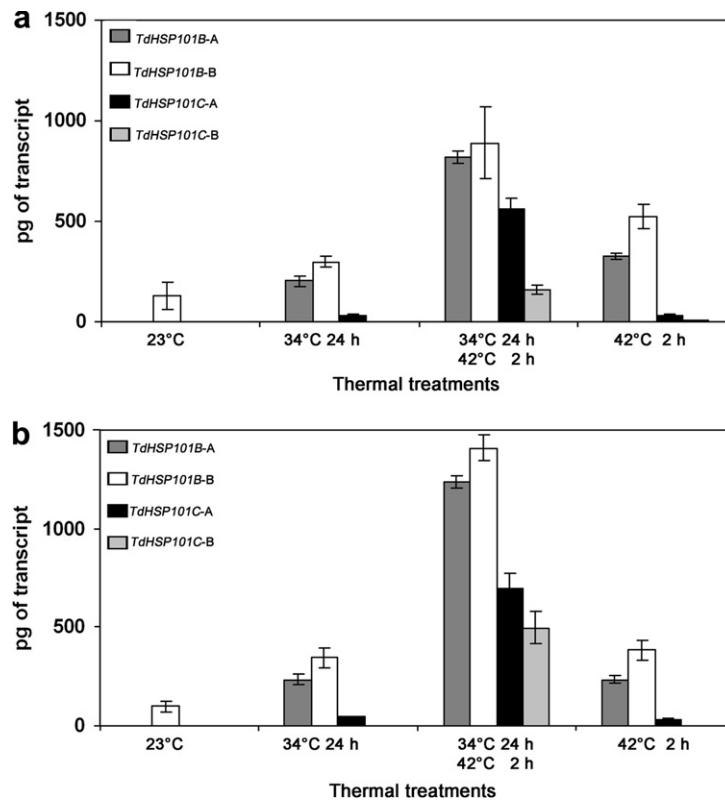 a
1500
1000
500
0
pg of transcript
TdHSP101B-A
TdHSP101B-B
TdHSP101C-A
TdHSP101C-B
23°C
34°C 24 h
34°C 24 h
42°C 2 h
42°C 2 h
Thermal treatments
b
1500
1000
500
0
pg of transcript
TdHSP101B-A
TdHSP101B-B
TdHSP101C-A
TdHSP101C-B
23°C
34°C 24 h
34°C 24 h
42°C 2 h
42°C 2 h
Thermal treatments